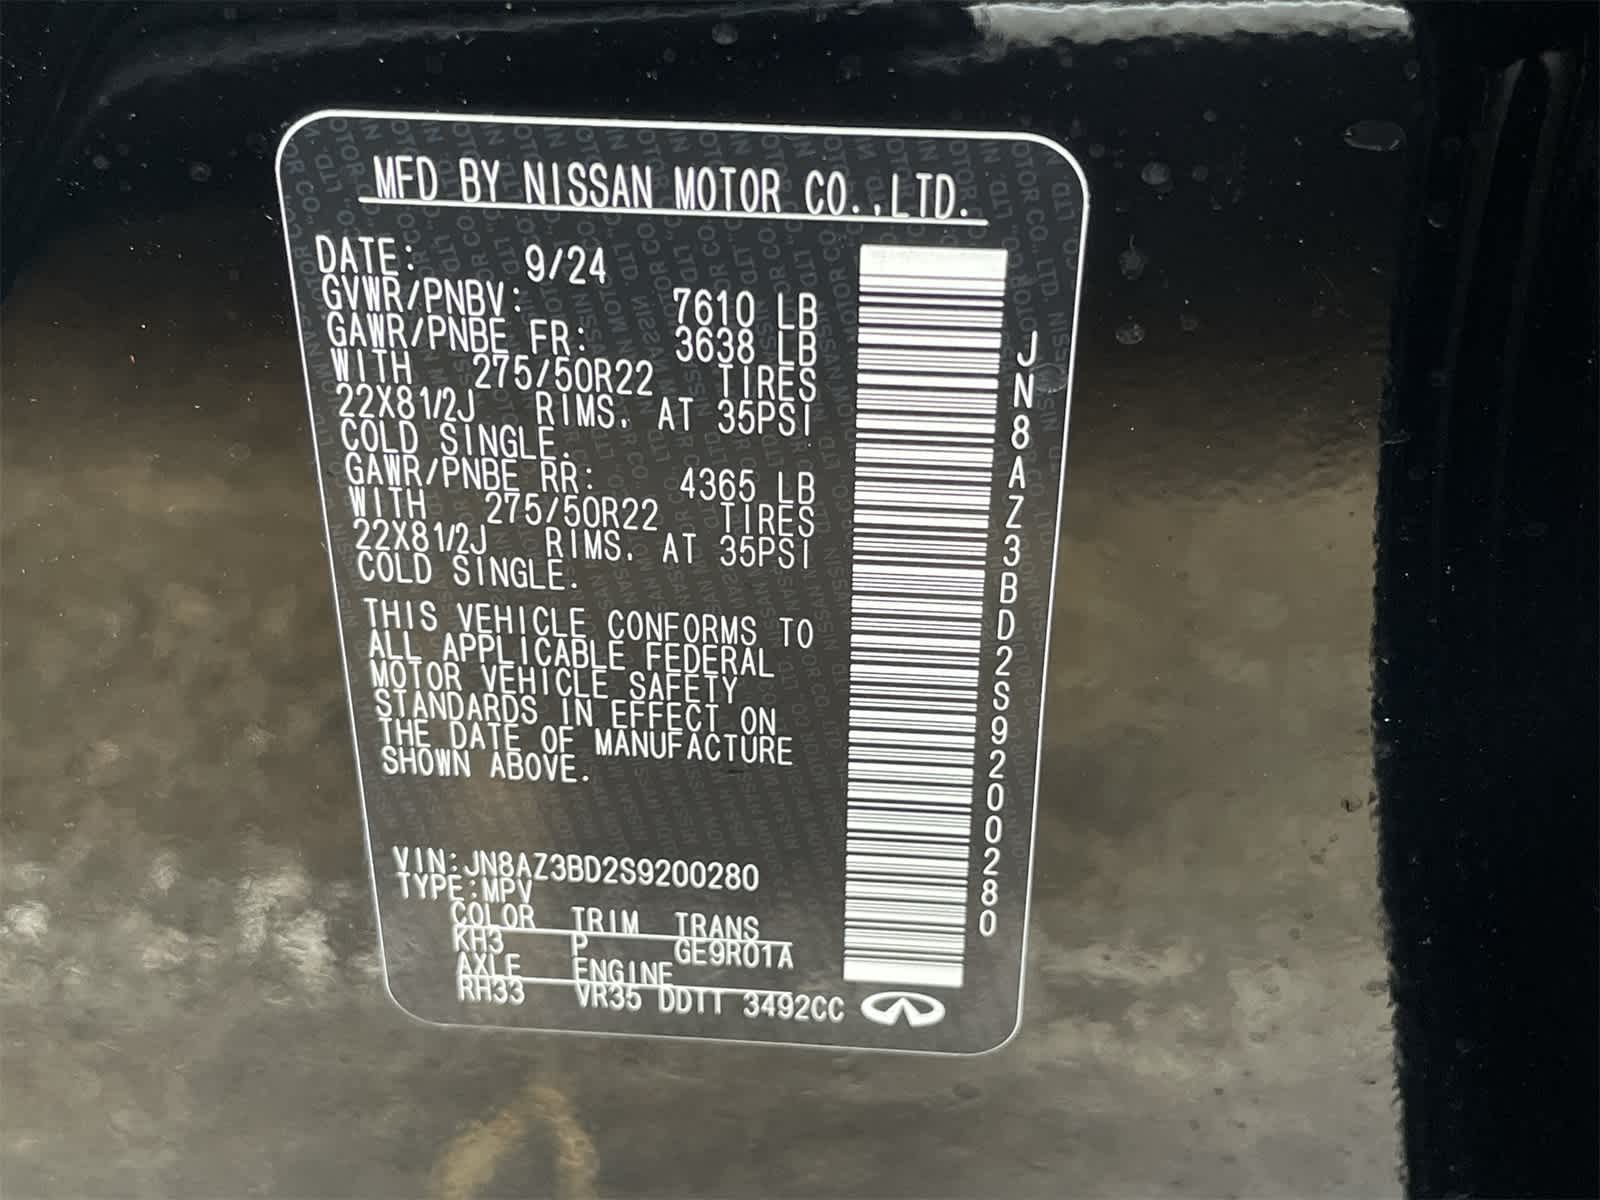 MFD BY NISSAN MOTOR CO.,LTD.
DATE: 9/24
GVWR/PNBV: 7610 LB
GAWR/PNBE FR: 3638 LB
WITH 275/50R22 TIRES
22X81/2J RIMS. AT 35PSI
COLD SINGLE.
GAWR/PNBE RR: 4365 LB
WITH 275/50R22 TIRES
22X81/2J RIMS. AT 35PSI
COLD SINGLE.
THIS VEHICLE CONFORMS TO
ALL APPLICABLE FEDERAL
MOTOR VEHICLE SAFETY
STANDARDS IN EFFECT ON
THE DATE OF MANUFACTURE
SHOWN ABOVE.
VIN:JN8AZ3BD2S9200280
TYPE:MPV
COLOR TRIM TRANS
KH3 P GE9R01A
AXLE ENGINE
RH33 VR35 DDTT 3492CC
JN8AZ3BD2S9200280